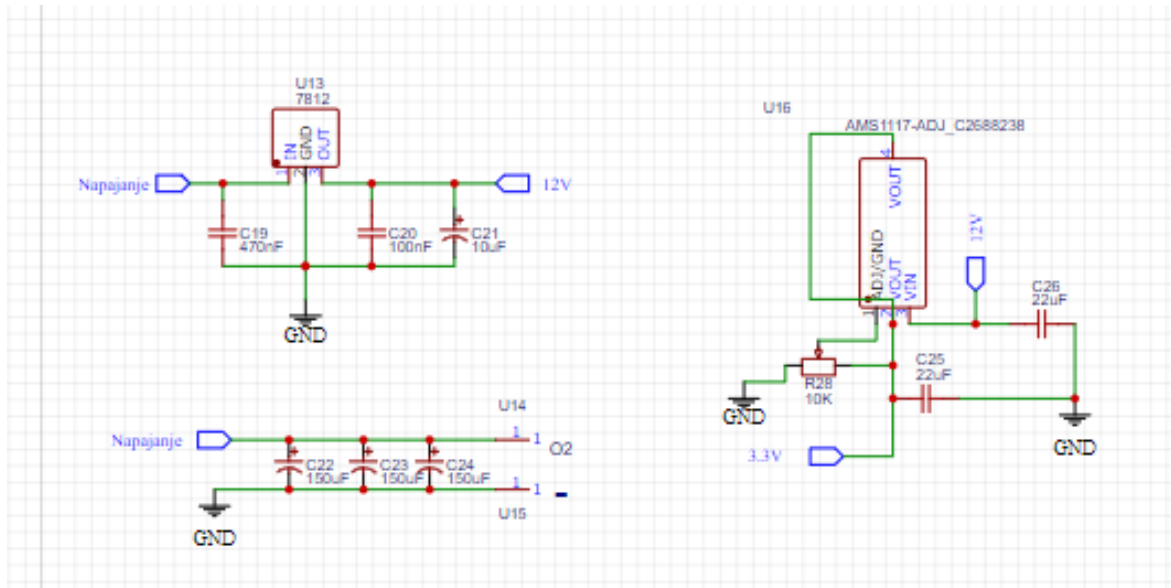 U13
7812
IN
GND
OUT
1
2
3
Napajanje
12V
C19
470nF
C20
100nF
C21
10uF
GND
U16
AMS1117-ADJ_C2688238
4
VOUT
ADJ/GND
VOUT
VIN
1
2
3
12V
C26
22uF
R28
10K
C25
22uF
GND
GND
3.3V
U14
Napajanje
1
1
O2
C22
150uF
C23
150uF
C24
150uF
1
1
-
U15
GND